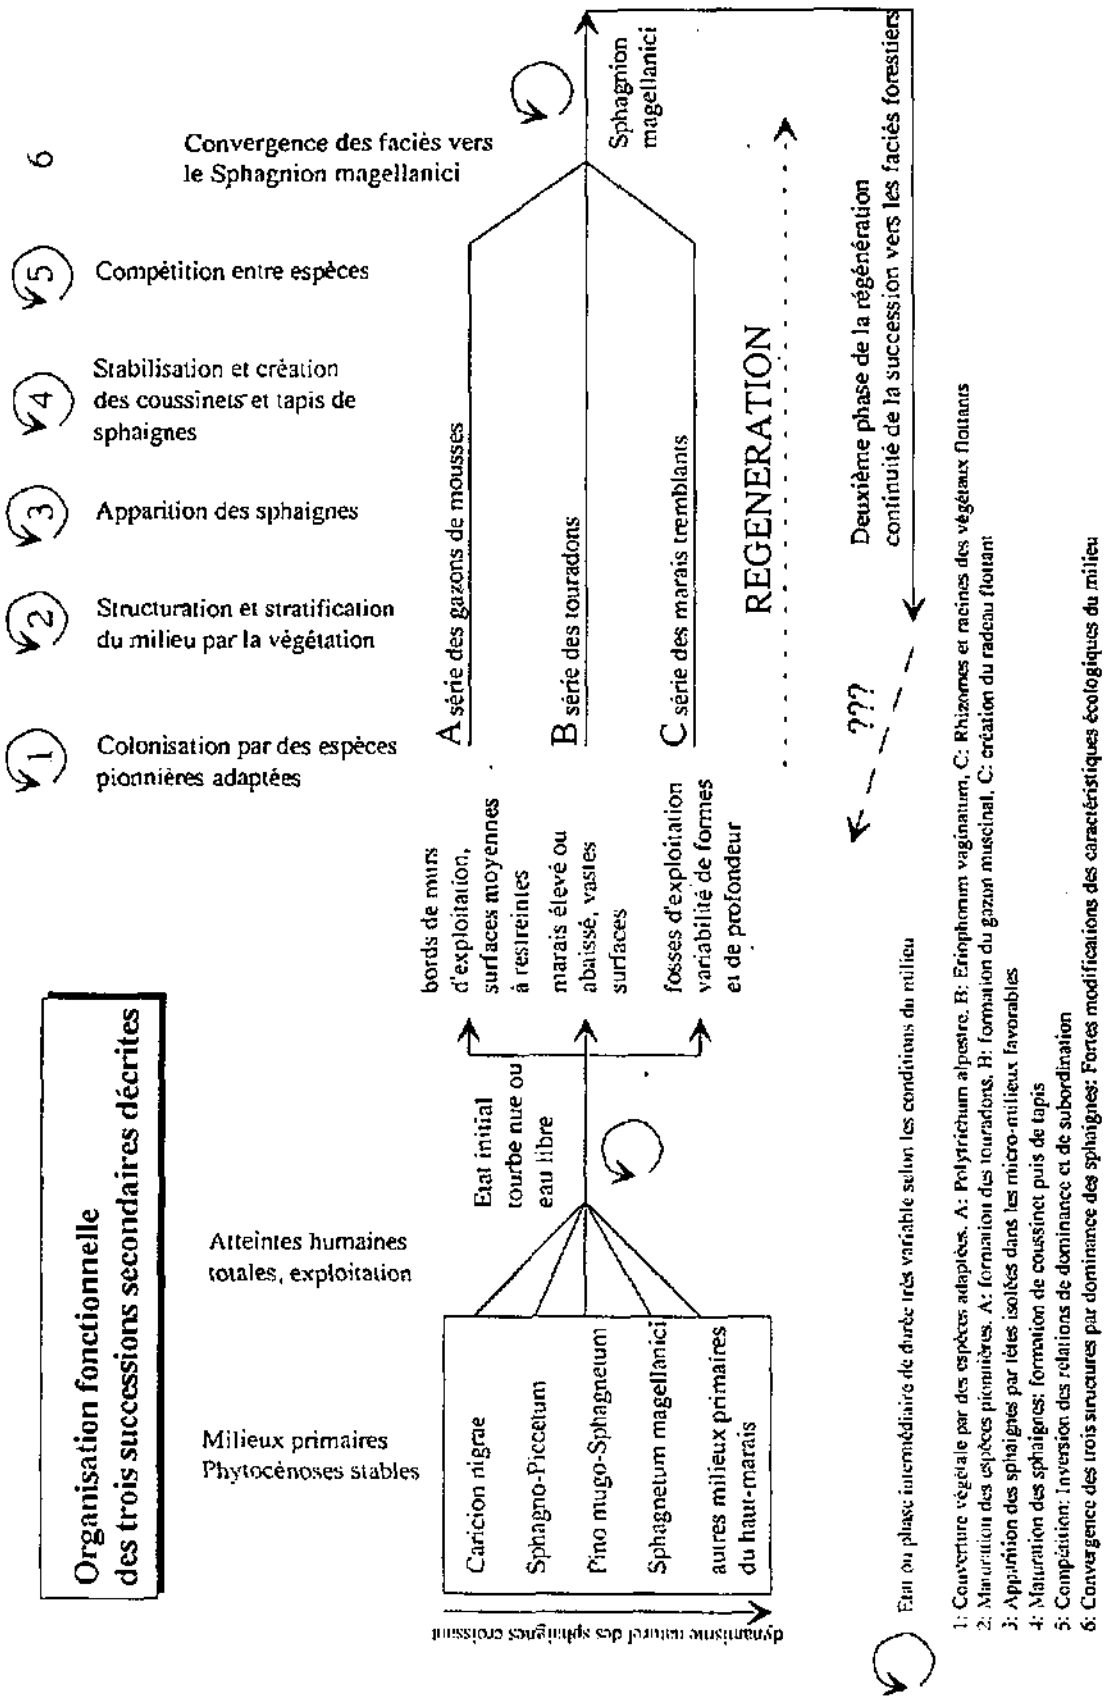 Organisation fonctionnelle
des trois successions secondaires décrites
1
2
3
4
5
6
Colonisation par des espèces
pionnières adaptées
Structuration et stratification
du milieu par la végétation
Apparition des sphaignes
Stabilisation et création
des coussinets et tapis de
sphaignes
Compétition entre espèces
Convergence des faciès vers
le Sphagnion magellanici
Milieux primaires
Phytocénoses stables
Atteintes humaines
totales, exploitation
dynamisme naturel des sphaignes croissant
Caricion nigrae
Sphagno-Piccetum
Pino mugo-Sphagnetum
Sphagnetum magellanici
autres milieux primaires
du haut-marais
Etat initial
tourbe nue ou
eau libre
bords de murs
d'exploitation,
surfaces moyennes
à restreintes
marais élevé ou
abaissé, vastes
surfaces
fosses d'exploitation
variabilité de formes
et de profondeur
A série des gazons de mousses
B série des touradons
C série des marais tremblants
Sphagnion
magellanici
REGENERATION
Deuxième phase de la régénération
continuité de la succession vers les faciés forestiers
???
Etat ou phase intermédiaire de durée très variable selon les conditions du milieu
1: Couverture végétale par des espèces adaptées. A: Polytrichum alpestre, B: Eriophorum vaginatum, C: Rhizomes et racines des végétaux flottants
2: Maturation des espèces pionnières. A: formation des touradons, B: formation du gazon muscinal, C: création du radeau flottant
3: Apparition des sphaignes par têtes isolées dans les micro-milieux favorables
4: Maturation des sphaignes: formation de coussinet puis de tapis
5: Compétition: Inversion des relations de dominance et de subordination
6: Convergence des trois structures par dominance des sphaignes: Fortes modifications des caractéristiques écologiques du milieu